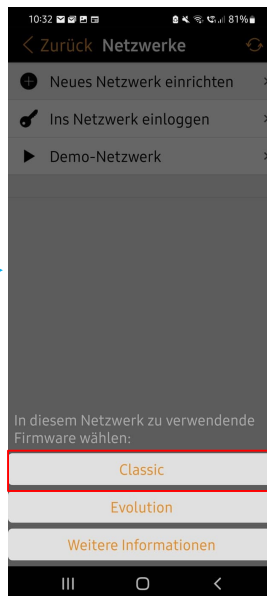 10:32 81%
Zurück Netzwerke
Neues Netzwerk einrichten
Ins Netzwerk einloggen
Demo-Netzwerk
In diesem Netzwerk zu verwendende
Firmware wählen:
Classic
Evolution
Weitere Informationen